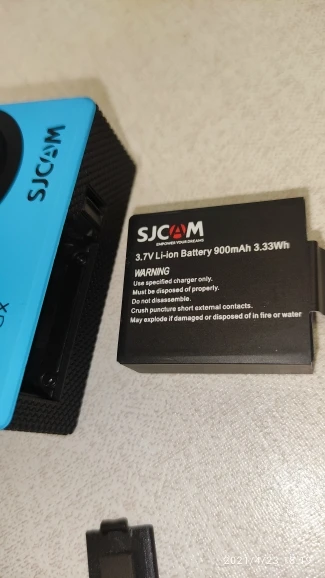 SJCAM
SJCAM
EMPOWER YOUR DREAMS
3.7V Li-ion Battery 900mAh 3.33Wh
WARNING
Use specified charger only.
Must be disposed of properly.
Do not disassemble.
Crush puncture short external contacts.
May explode if damaged or disposed of in fire or water